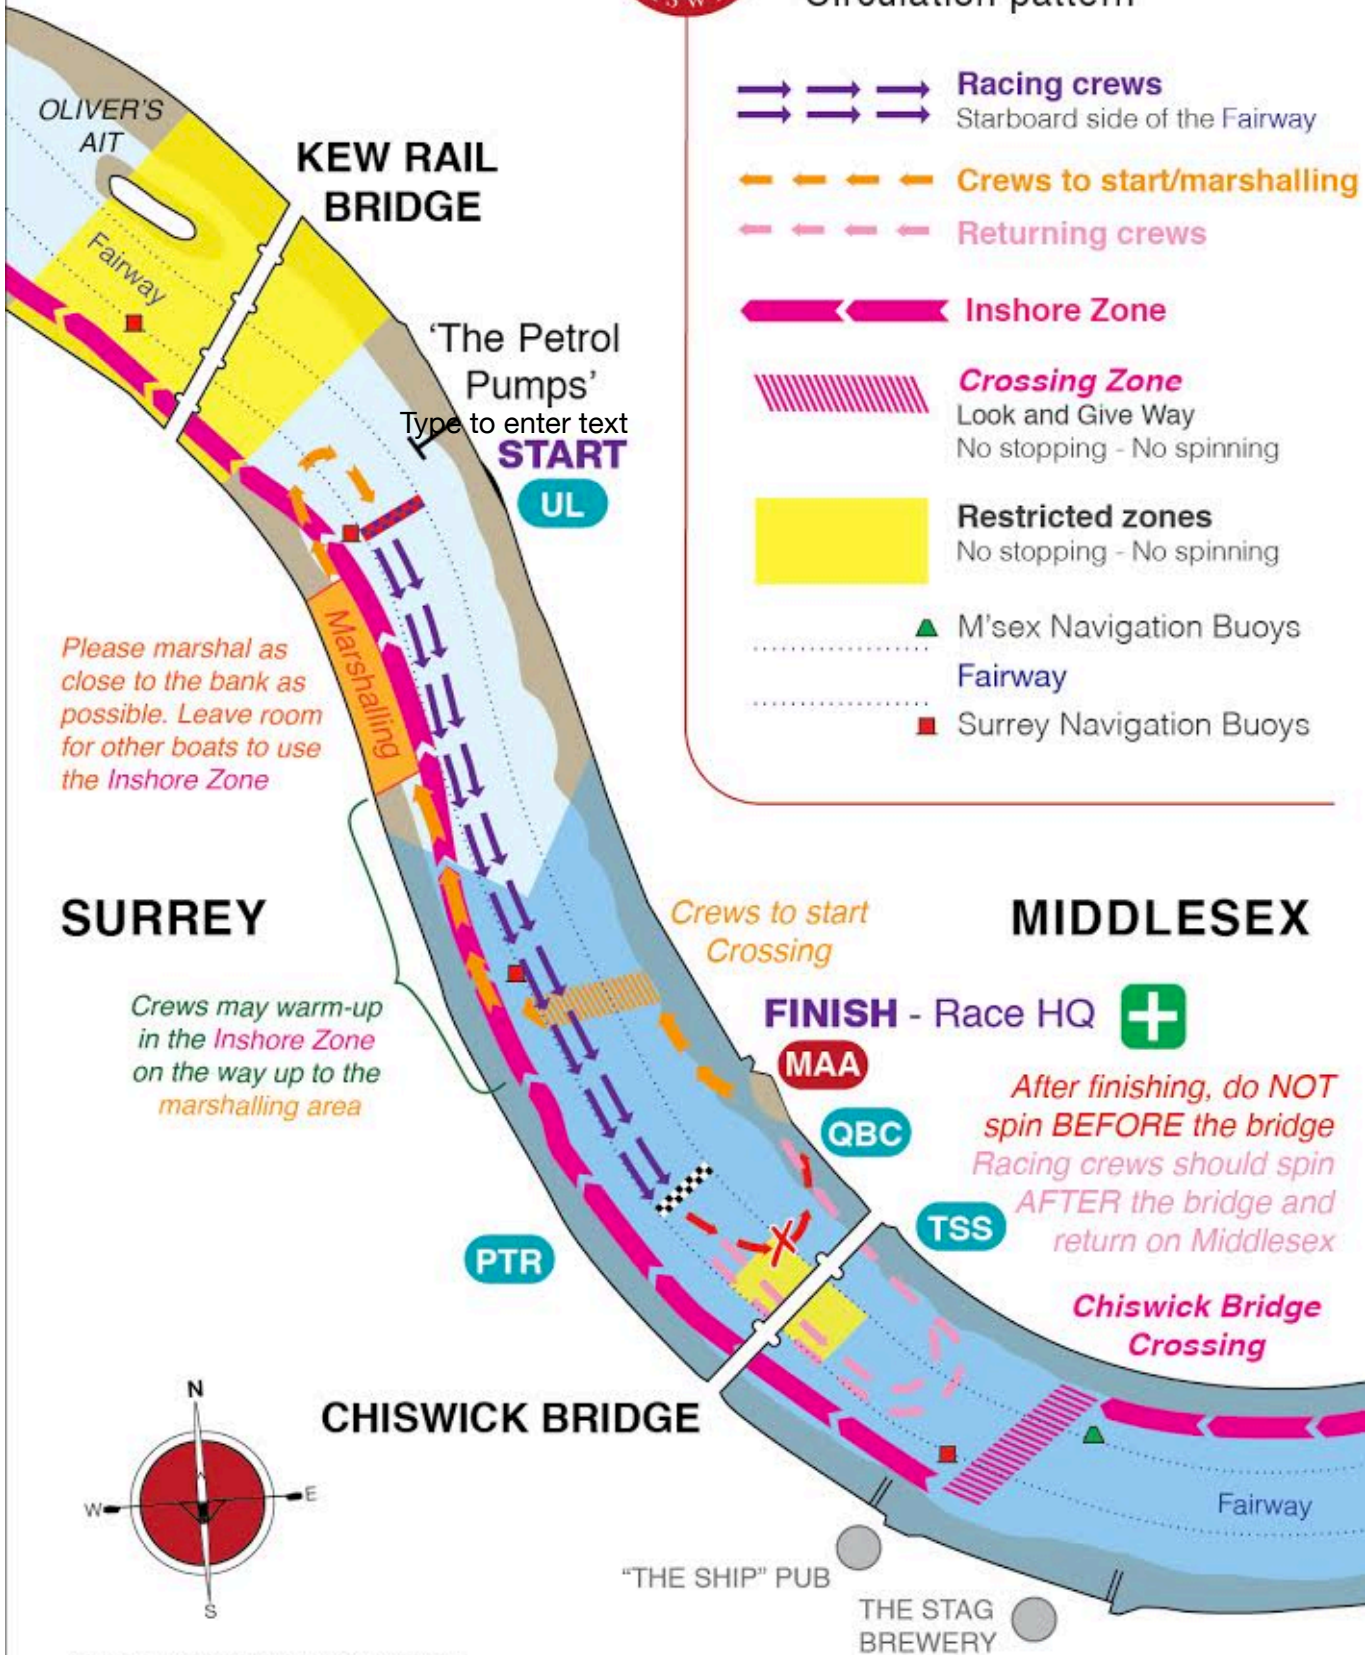 S W
Circulation pattern
Racing crews
Starboard side of the Fairway
Crews to start/marshalling
Returning crews
Inshore Zone
Crossing Zone
Look and Give Way
No stopping - No spinning
Restricted zones
No stopping - No spinning
M'sex Navigation Buoys
Fairway
Surrey Navigation Buoys
OLIVER'S
AIT
KEW RAIL
BRIDGE
Fairway
'The Petrol
Pumps'
Type to enter text
START
UL
Marshalling
Please marshal as
close to the bank as
possible. Leave room
for other boats to use
the Inshore Zone
SURREY
Crews may warm-up
in the Inshore Zone
on the way up to the
marshalling area
Crews to start
Crossing
MIDDLESEX
FINISH - Race HQ
MAA
QBC
After finishing, do NOT
spin BEFORE the bridge
Racing crews should spin
AFTER the bridge and
return on Middlesex
TSS
PTR
Chiswick Bridge
Crossing
CHISWICK BRIDGE
N
W
E
S
Fairway
"THE SHIP" PUB
THE STAG
BREWERY